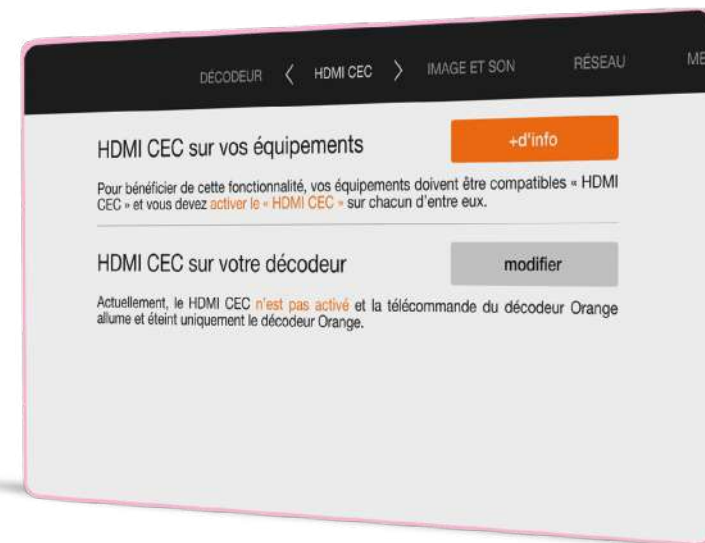 DÉCODEUR < HDMI CEC > IMAGE ET SON RÉSEAU
HDMI CEC sur vos équipements
+d'info
Pour bénéficier de cette fonctionnalité, vos équipements doivent être compatibles « HDMI
CEC » et vous devez activer le « HDMI CEC » sur chacun d'entre eux.
HDMI CEC sur votre décodeur
modifier
Actuellement, le HDMI CEC n'est pas activé et la télécommande du décodeur Orange
allume et éteint uniquement le décodeur Orange.